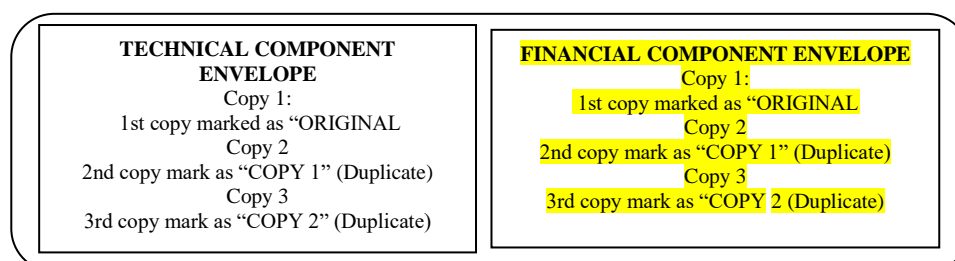 TECHNICAL COMPONENT
ENVELOPE
Copy 1:
1st copy marked as “ORIGINAL
Copy 2
2nd copy mark as “COPY 1” (Duplicate)
Copy 3
3rd copy mark as “COPY 2” (Duplicate)
FINANCIAL COMPONENT ENVELOPE
Copy 1:
1st copy marked as “ORIGINAL
Copy 2
2nd copy mark as “COPY 1” (Duplicate)
Copy 3
3rd copy mark as “COPY 2 (Duplicate)